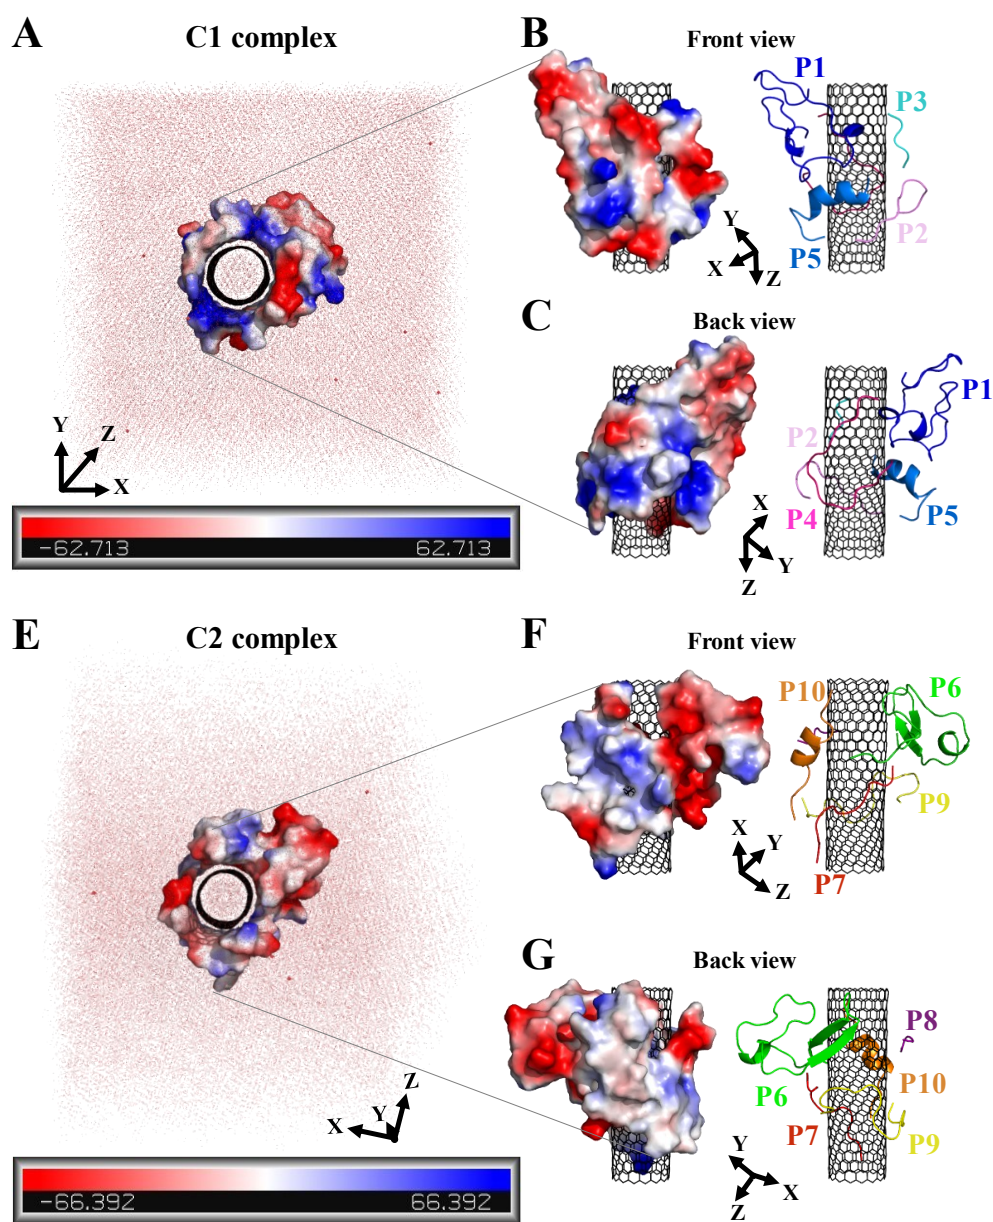 A
C1 complex
Y
Z
X
-62.713
62.713
B
Front view
P1
P3
P2
P5
Y
X
Z
C
Back view
P1
P2
P4
P5
X
Y
Z
E
C2 complex
Z
Y
X
-66.392
66.392
F
Front view
P10
P6
P9
P7
X
Y
Z
G
Back view
P8
P10
P6
P7
P9
Y
X
Z